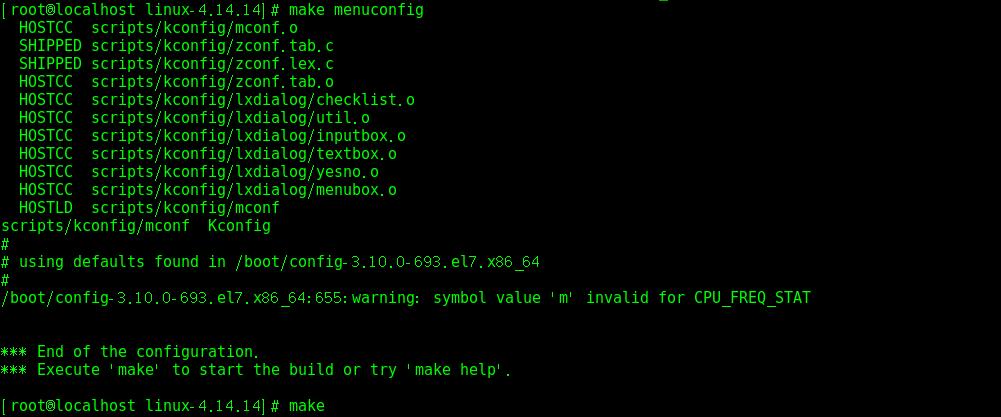 [root@localhost linux-4.14.14]# make menuconfig
  HOSTCC  scripts/kconfig/mconf.o
  SHIPPED scripts/kconfig/zconf.tab.c
  SHIPPED scripts/kconfig/zconf.lex.c
  HOSTCC  scripts/kconfig/zconf.tab.o
  HOSTCC  scripts/kconfig/lxdialog/checklist.o
  HOSTCC  scripts/kconfig/lxdialog/util.o
  HOSTCC  scripts/kconfig/lxdialog/inputbox.o
  HOSTCC  scripts/kconfig/lxdialog/textbox.o
  HOSTCC  scripts/kconfig/lxdialog/yesno.o
  HOSTCC  scripts/kconfig/lxdialog/menubox.o
  HOSTLD  scripts/kconfig/mconf
scripts/kconfig/mconf  Kconfig
#
# using defaults found in /boot/config-3.10.0-693.el7.x86_64
#
/boot/config-3.10.0-693.el7.x86_64:655:warning: symbol value 'm' invalid for CPU_FREQ_STAT
*** End of the configuration.
*** Execute 'make' to start the build or try 'make help'.
[root@localhost linux-4.14.14]# make